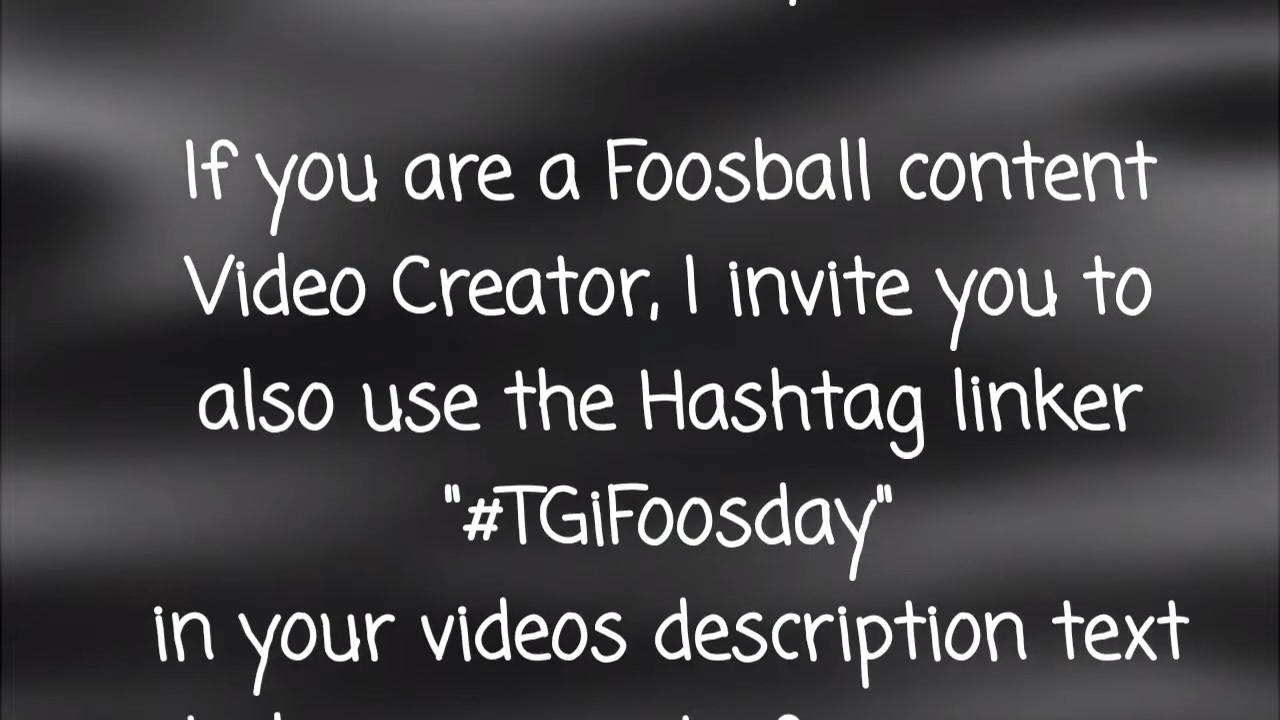 If you are a Foosball content
Video Creator, I invite you to
also use the Hashtag linker
"#TGiFoosday"
in your videos description text